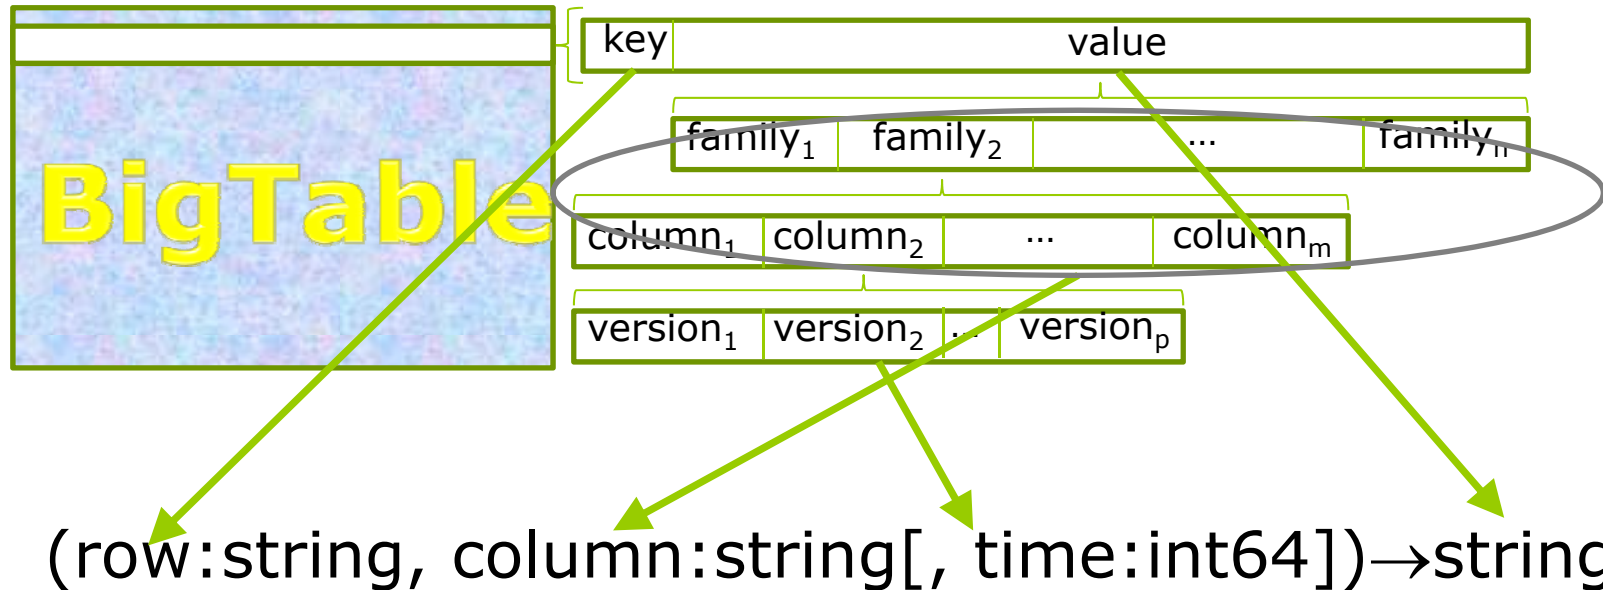 key value
family₁ family₂ ... familyₙ
BigTable
column₁ column₂ ... columnₘ
version₁ version₂ ... versionₚ
(row:string, column:string[, time:int64])→string